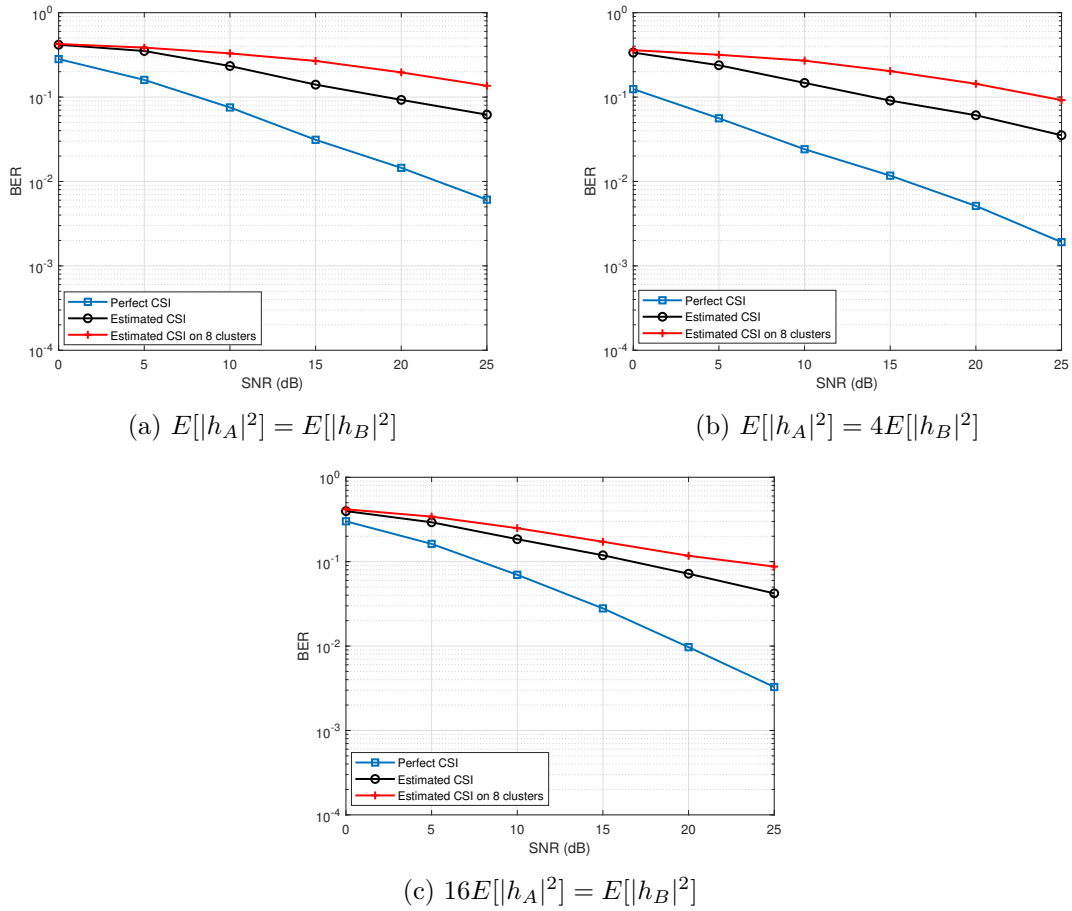 10^0
10^-1
10^-2
10^-3
10^-4
BER
0 5 10 15 20 25
SNR (dB)
Perfect CSI
Estimated CSI
Estimated CSI on 8 clusters
(a) E[|h_A|^2] = E[|h_B|^2]
10^0
10^-1
10^-2
10^-3
10^-4
BER
0 5 10 15 20 25
SNR (dB)
Perfect CSI
Estimated CSI
Estimated CSI on 8 clusters
(b) E[|h_A|^2] = 4E[|h_B|^2]
10^0
10^-1
10^-2
10^-3
10^-4
BER
0 5 10 15 20 25
SNR (dB)
Perfect CSI
Estimated CSI
Estimated CSI on 8 clusters
(c) 16E[|h_A|^2] = E[|h_B|^2]